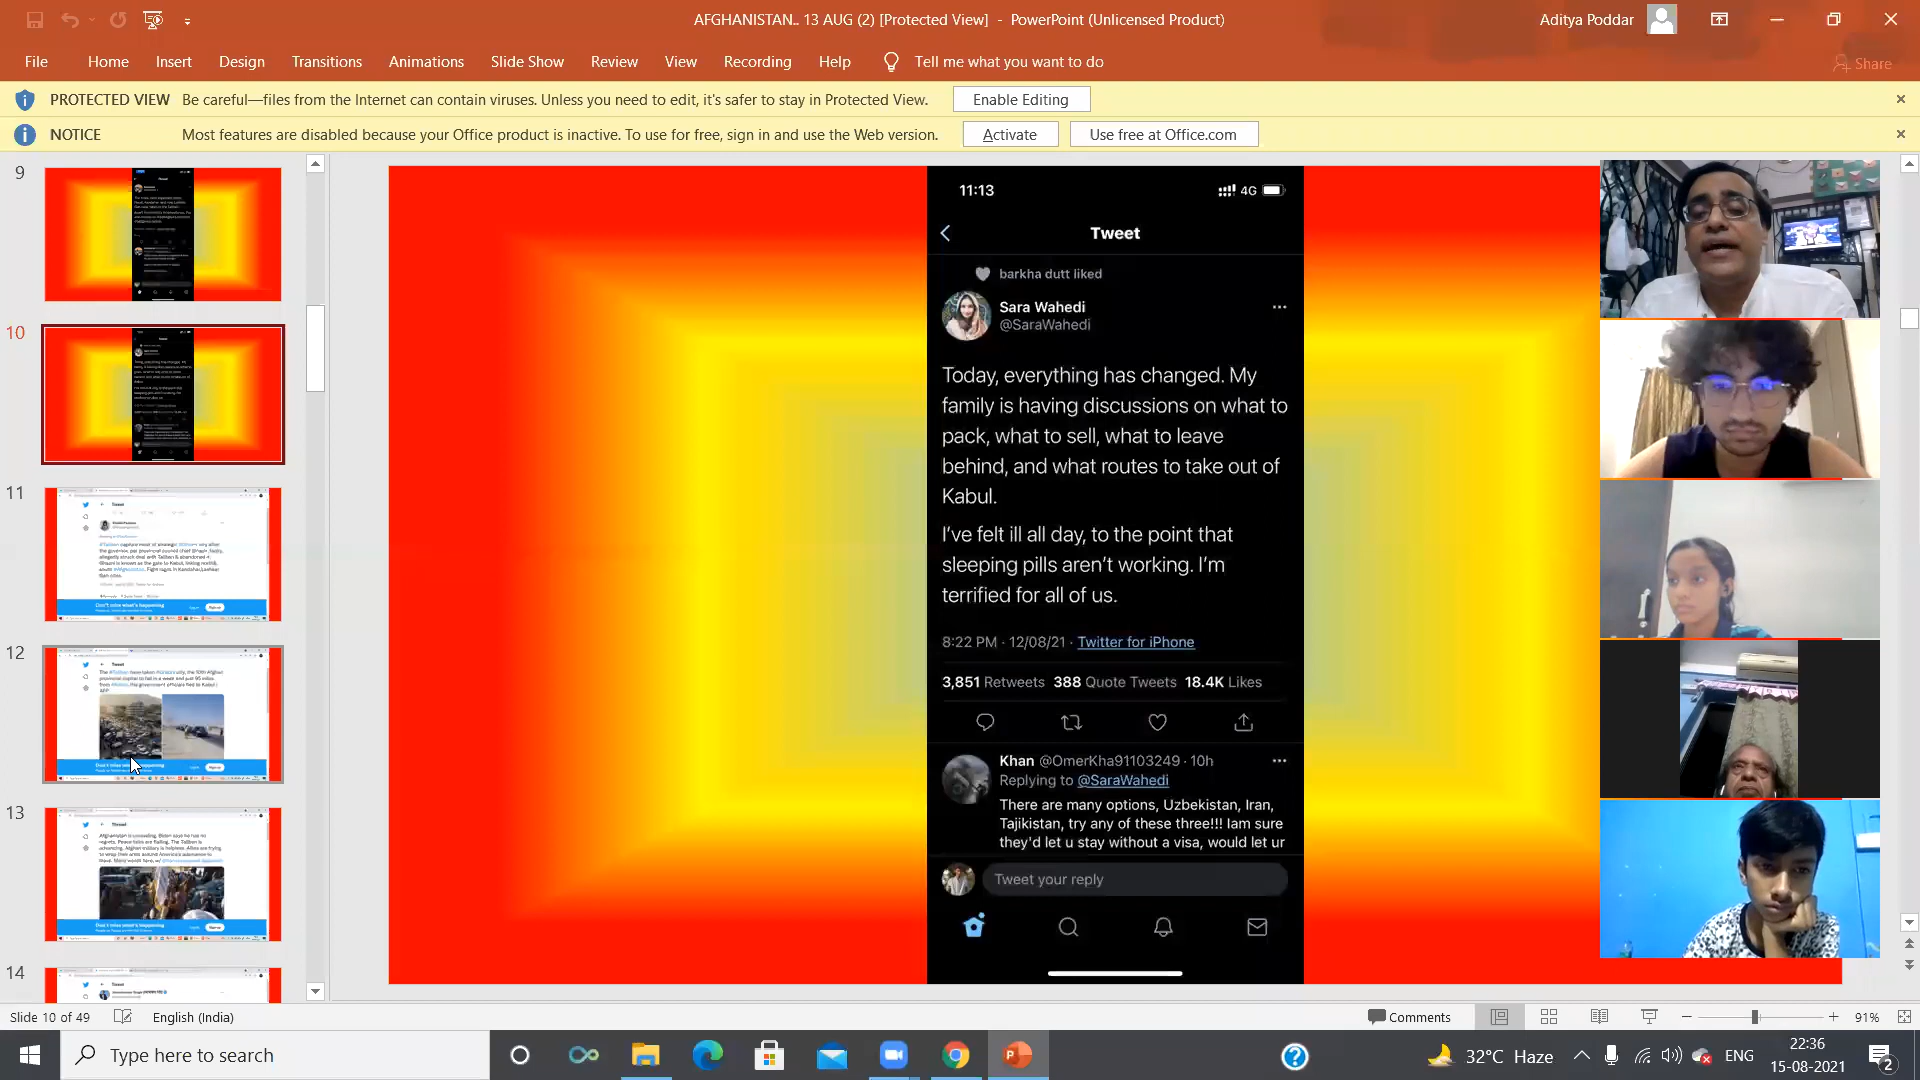 AFGHANISTAN.. 13 AUG (2) [Protected View] - PowerPoint (Unlicensed Product)
Aditya Poddar
File Home Insert Design Transitions Animations Slide Show Review View Recording Help Tell me what you want to do
Share
PROTECTED VIEW Be careful—files from the Internet can contain viruses. Unless you need to edit, it's safer to stay in Protected View. Enable Editing
NOTICE Most features are disabled because your Office product is inactive. To use for free, sign in and use the Web version. Activate Use free at Office.com
9
10
11
12
13
14
11:13
4G
Tweet
barkha dutt liked
Sara Wahedi
@SaraWahedi
Today, everything has changed. My
family is having discussions on what to
pack, what to sell, what to leave
behind, and what routes to take out of
Kabul.
I've felt ill all day, to the point that
sleeping pills aren't working. I'm
terrified for all of us.
8:22 PM · 12/08/21 · Twitter for iPhone
3,851 Retweets 388 Quote Tweets 18.4K Likes
Khan @OmerKha91103249 · 10h
Replying to @SaraWahedi
There are many options, Uzbekistan, Iran,
Tajikistan, try any of these three!!! Iam sure
they'd let u stay without a visa, would let ur
Tweet your reply
Slide 10 of 49
English (India)
Comments
91%
Type here to search
32°C Haze
ENG
22:36
15-08-2021
2